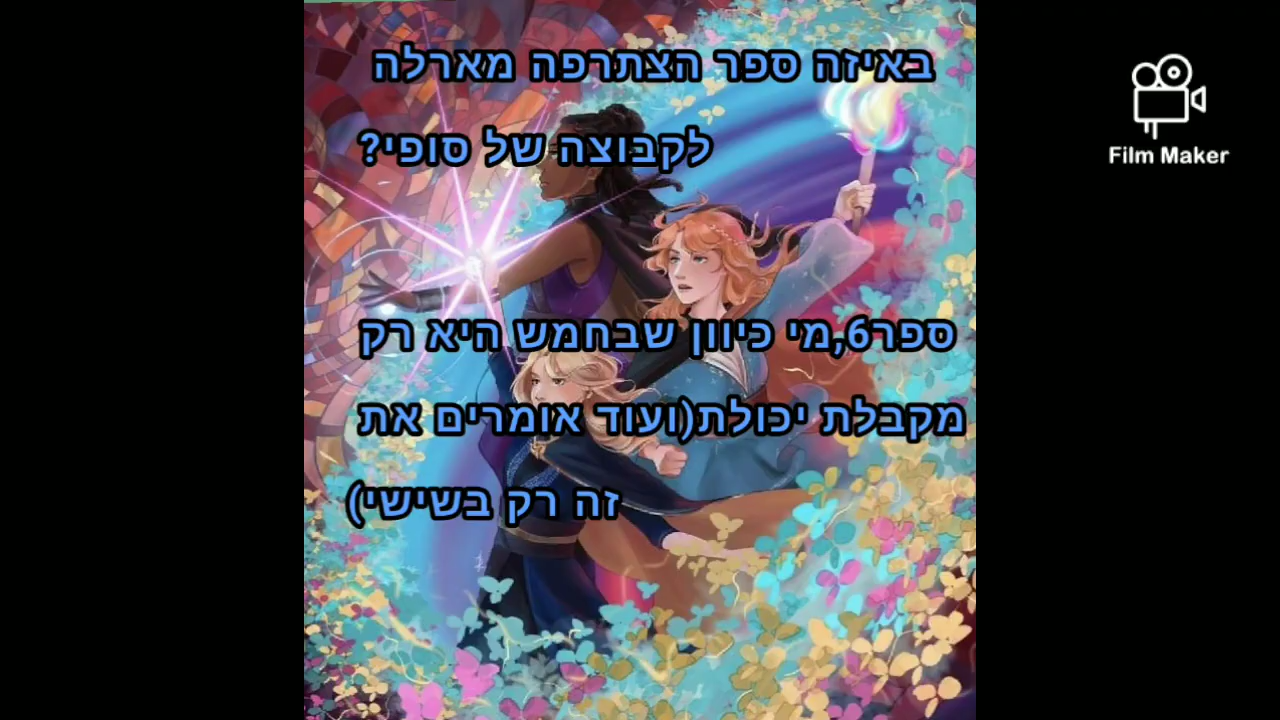 באיזה ספר הצתרפה מארלה
לקבוצה של סופי?
ספר6,מי כיוון שבחמש היא רק
מקבלת יכולת(ועוד אומרים את
זה רק בשישי)
Film Maker